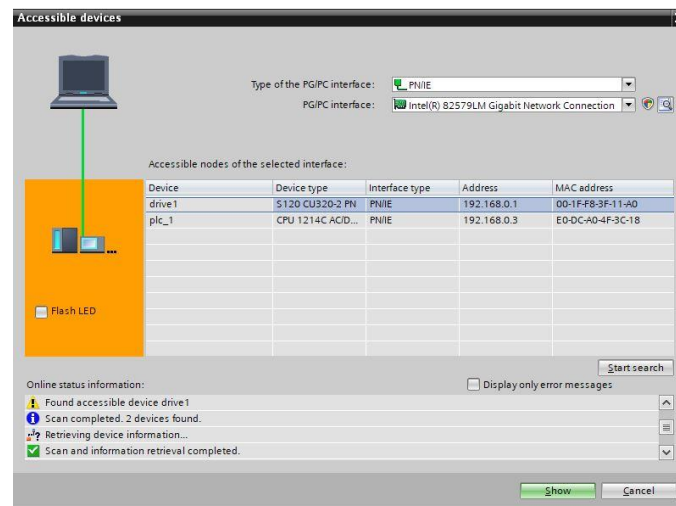 Accessible devices
Type of the PG/PC interface: PN/IE
PG/PC interface: Intel(R) 82579LM Gigabit Network Connection
Accessible nodes of the selected interface:
Device Device type Interface type Address MAC address
drive1 S120 CU320-2 PN PN/IE 192.168.0.1 00-1F-F8-3F-11-A0
plc_1 CPU 1214C AC/D... PN/IE 192.168.0.3 E0-DC-A0-4F-3C-18
Flash LED
Start search
Online status information: Display only error messages
Found accessible device drive1
Scan completed. 2 devices found.
Retrieving device information...
Scan and information retrieval completed.
Show Cancel